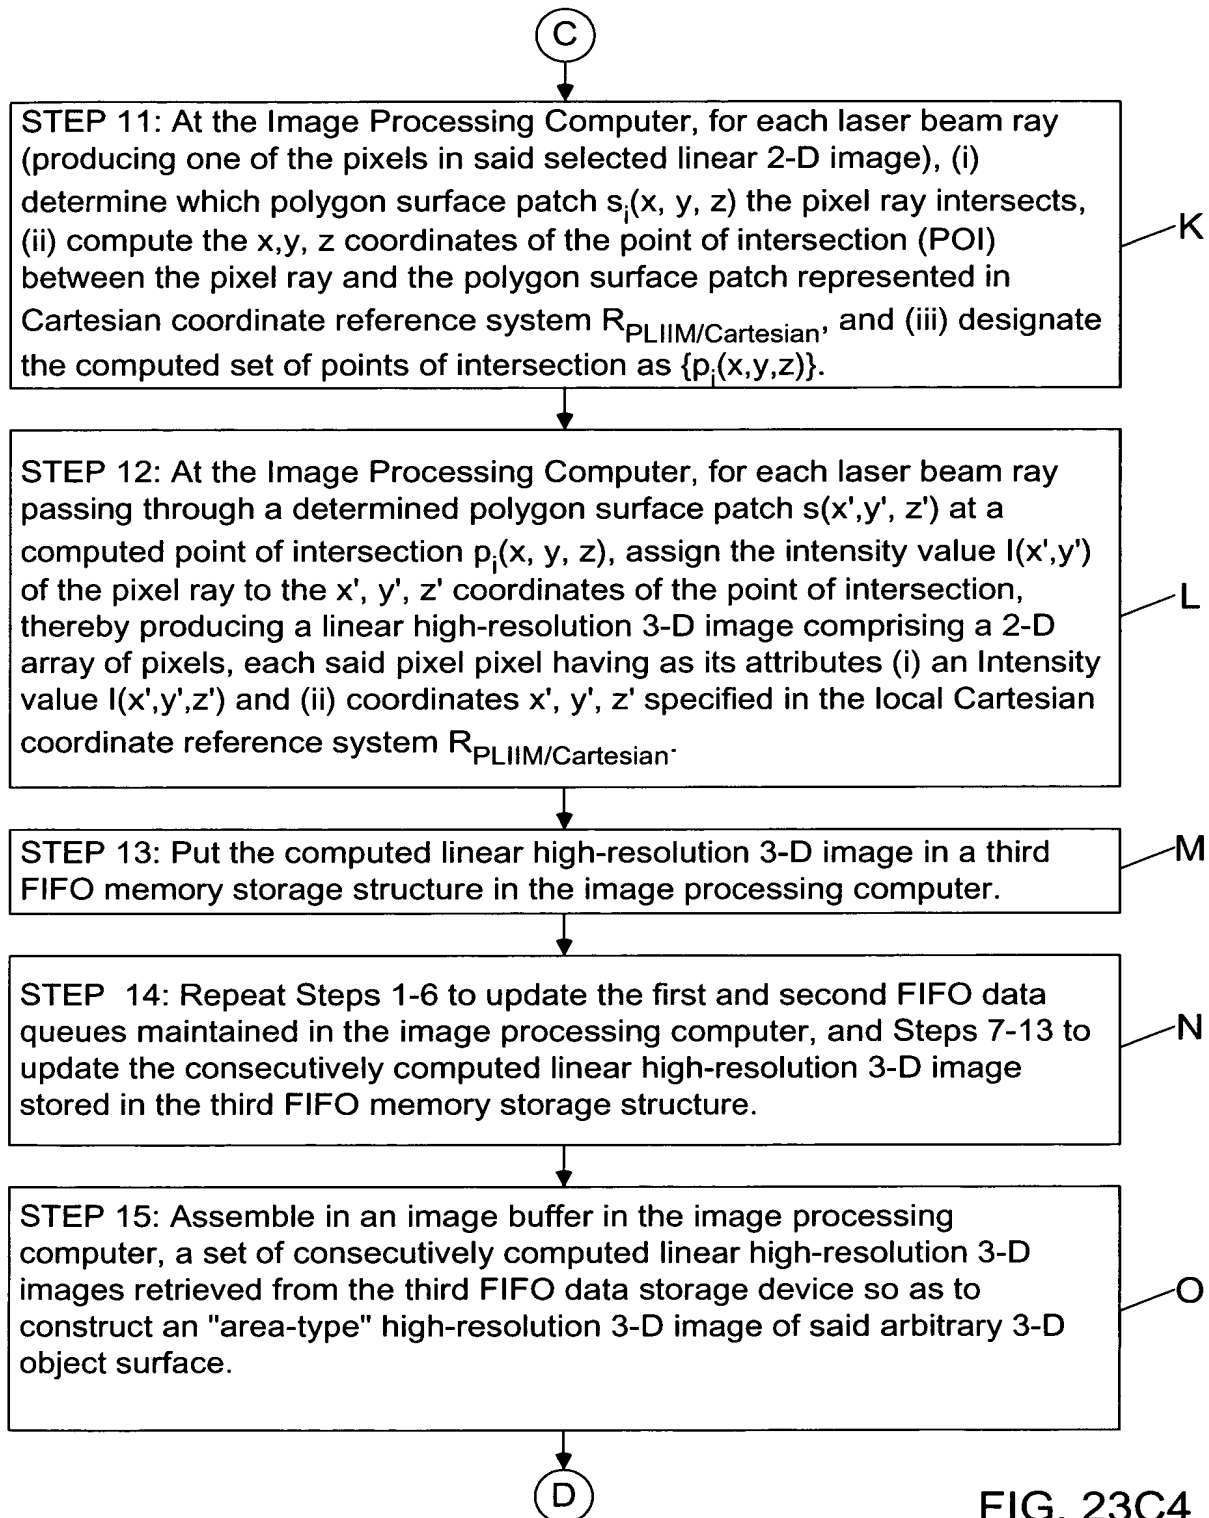 C
STEP 11: At the Image Processing Computer, for each laser beam ray
(producing one of the pixels in said selected linear 2-D image), (i)
determine which polygon surface patch s_i(x, y, z) the pixel ray intersects,
(ii) compute the x,y, z coordinates of the point of intersection (POI)
between the pixel ray and the polygon surface patch represented in
Cartesian coordinate reference system R_PLIIM/Cartesian, and (iii) designate
the computed set of points of intersection as {p_i(x,y,z)}.
K
STEP 12: At the Image Processing Computer, for each laser beam ray
passing through a determined polygon surface patch s(x',y', z') at a
computed point of intersection p_i(x, y, z), assign the intensity value I(x',y')
of the pixel ray to the x', y', z' coordinates of the point of intersection,
thereby producing a linear high-resolution 3-D image comprising a 2-D
array of pixels, each said pixel pixel having as its attributes (i) an Intensity
value I(x',y',z') and (ii) coordinates x', y', z' specified in the local Cartesian
coordinate reference system R_PLIIM/Cartesian.
L
STEP 13: Put the computed linear high-resolution 3-D image in a third
FIFO memory storage structure in the image processing computer.
M
STEP 14: Repeat Steps 1-6 to update the first and second FIFO data
queues maintained in the image processing computer, and Steps 7-13 to
update the consecutively computed linear high-resolution 3-D image
stored in the third FIFO memory storage structure.
N
STEP 15: Assemble in an image buffer in the image processing
computer, a set of consecutively computed linear high-resolution 3-D
images retrieved from the third FIFO data storage device so as to
construct an "area-type" high-resolution 3-D image of said arbitrary 3-D
object surface.
O
D
FIG. 23C4